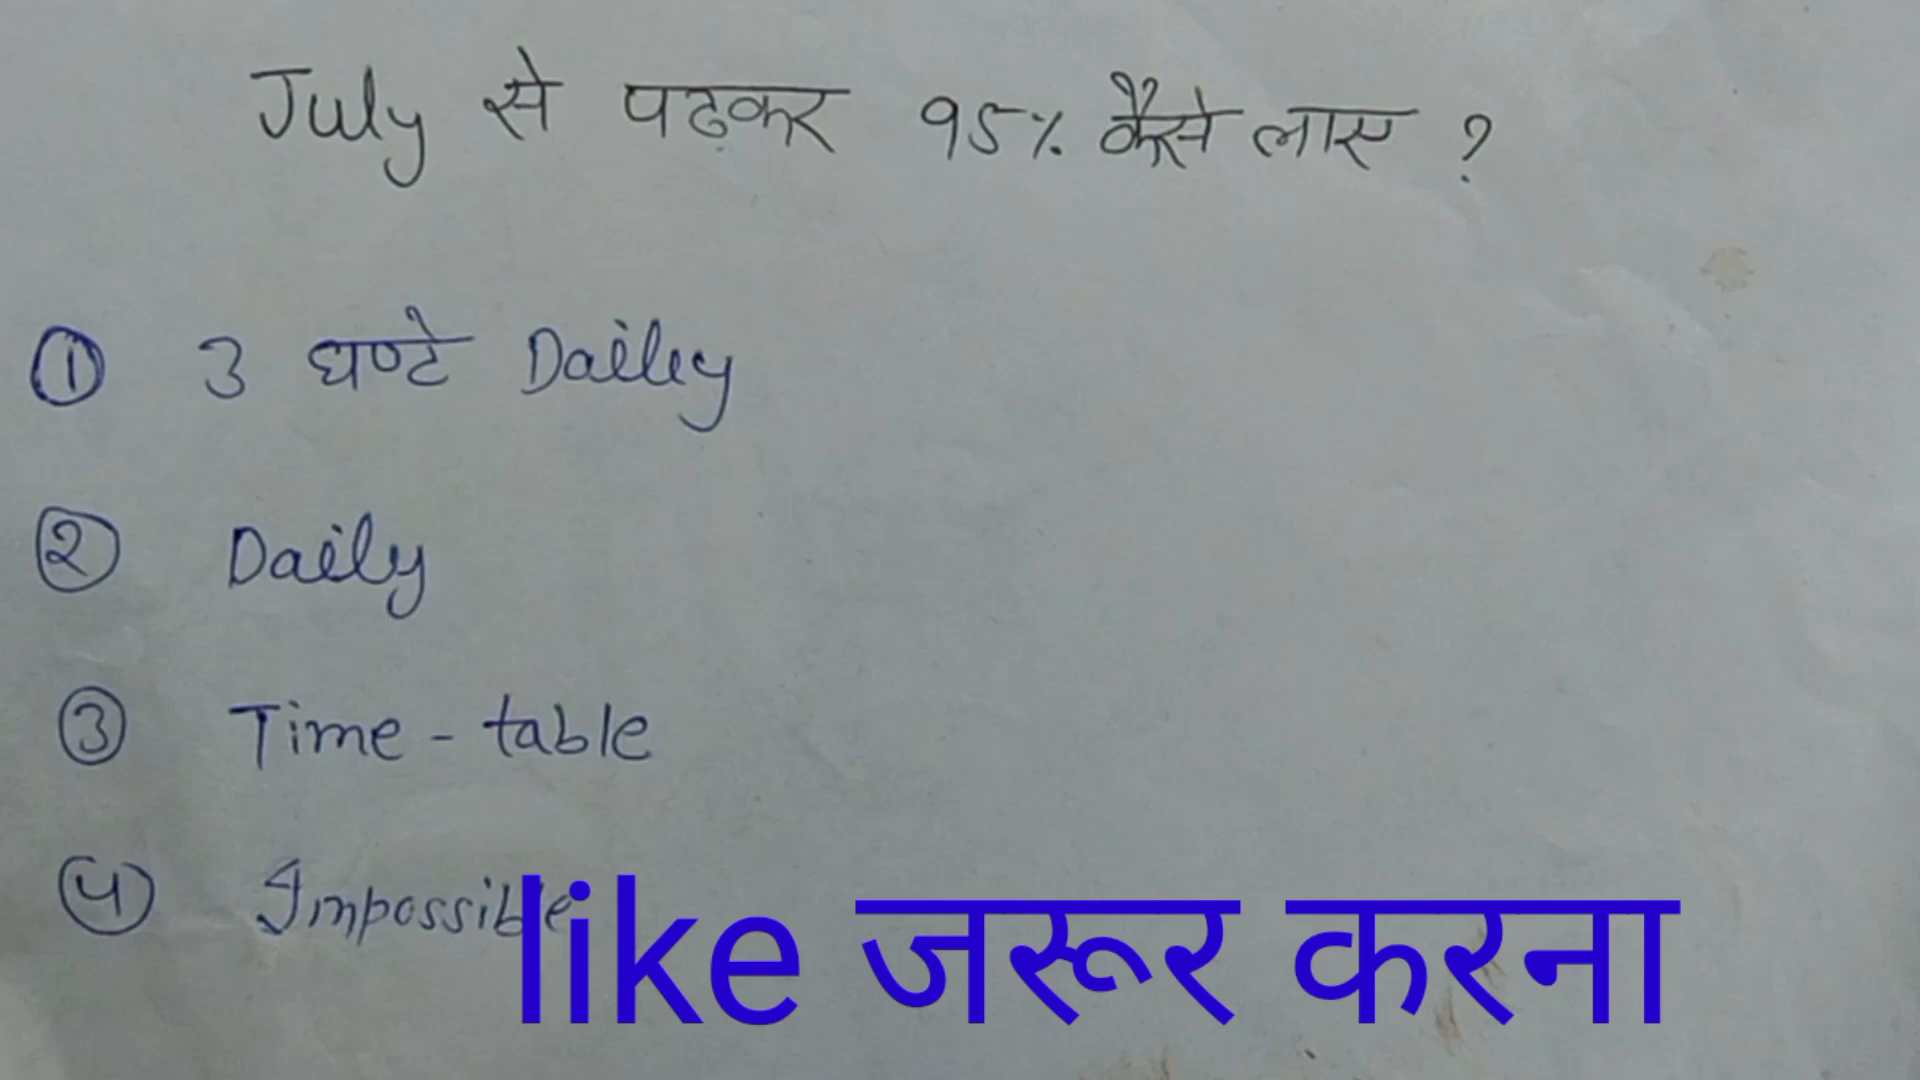 July से पढ़कर 95% कैसे लाए ?
① 3 घण्टे Dailey
② Daily
③ Time - table
④ Impossible
like जरूर करना